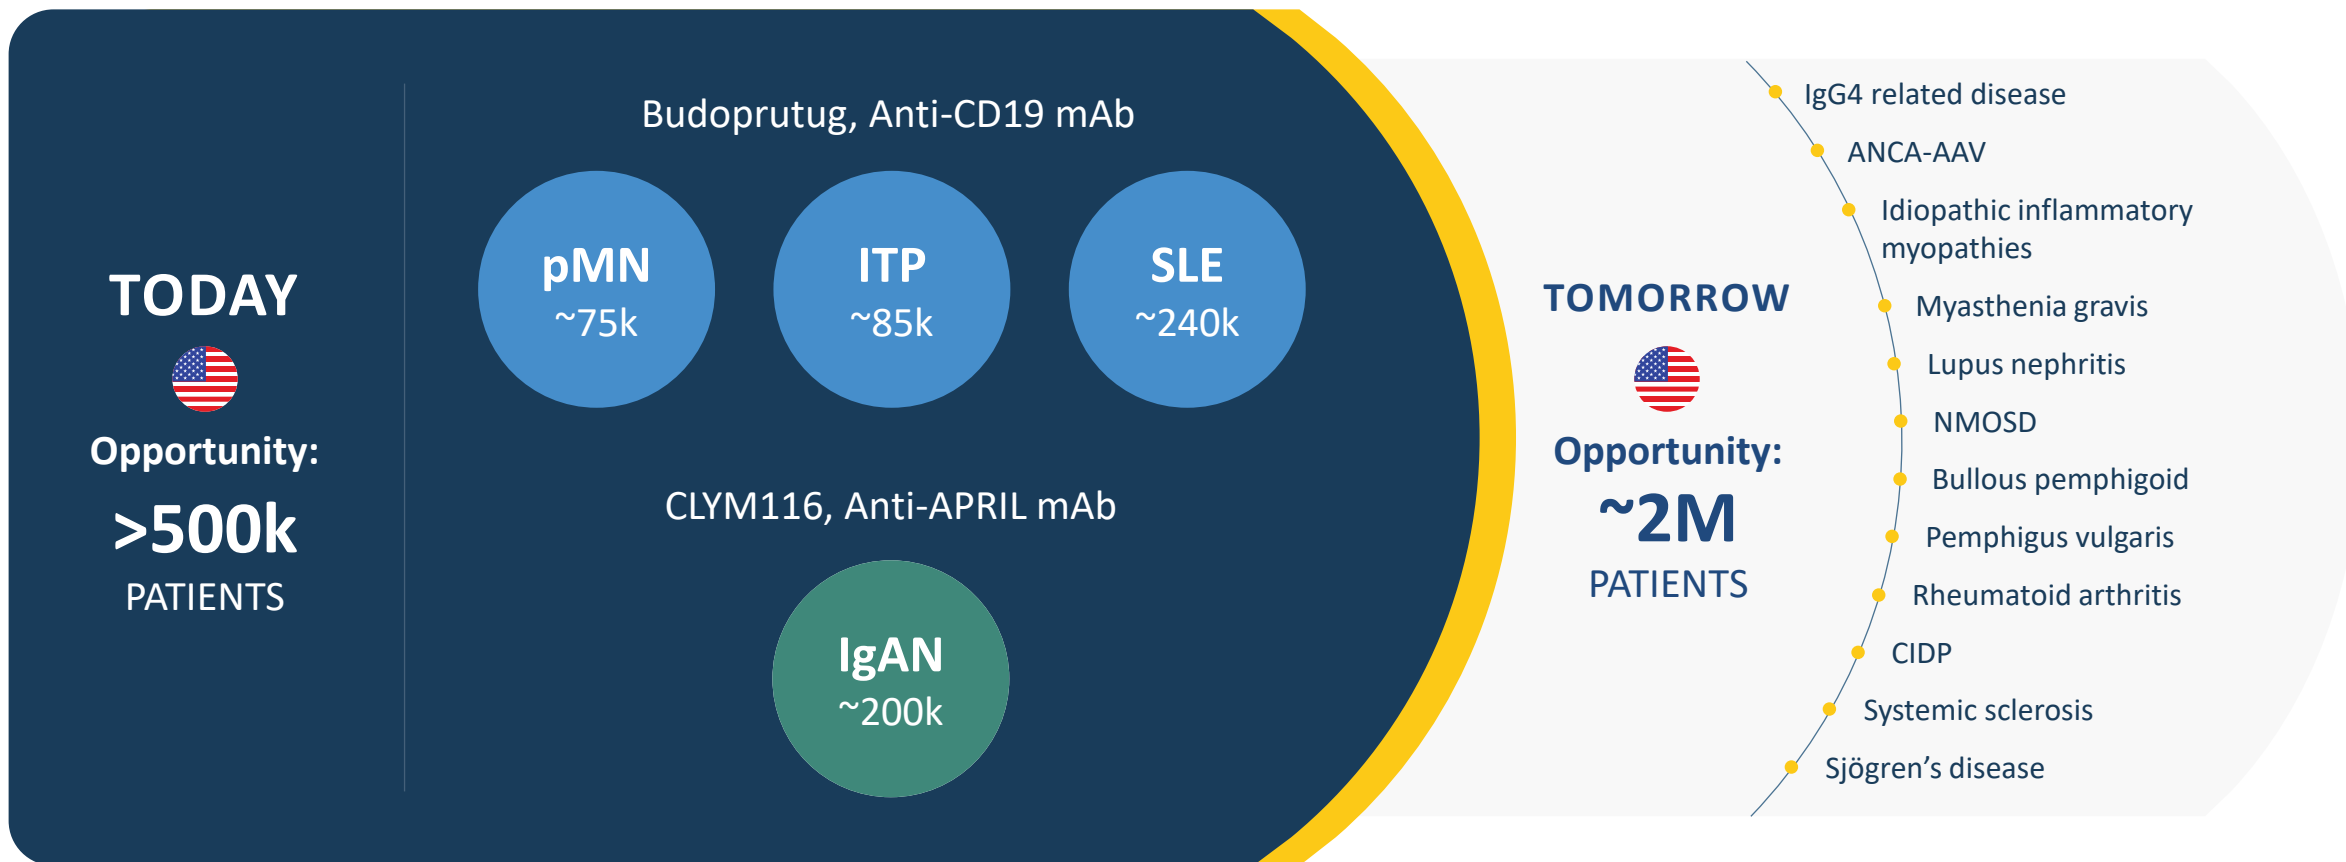 TODAY
Opportunity:
>500k
PATIENTS
Budoprutug, Anti-CD19 mAb
pMN
~75k
ITP
~85k
SLE
~240k
CLYM116, Anti-APRIL mAb
IgAN
~200k
TOMORROW
Opportunity:
~2M
PATIENTS
IgG4 related disease
ANCA-AAV
Idiopathic inflammatory
myopathies
Myasthenia gravis
Lupus nephritis
NMOSD
Bullous pemphigoid
Pemphigus vulgaris
Rheumatoid arthritis
CIDP
Systemic sclerosis
Sjögren’s disease